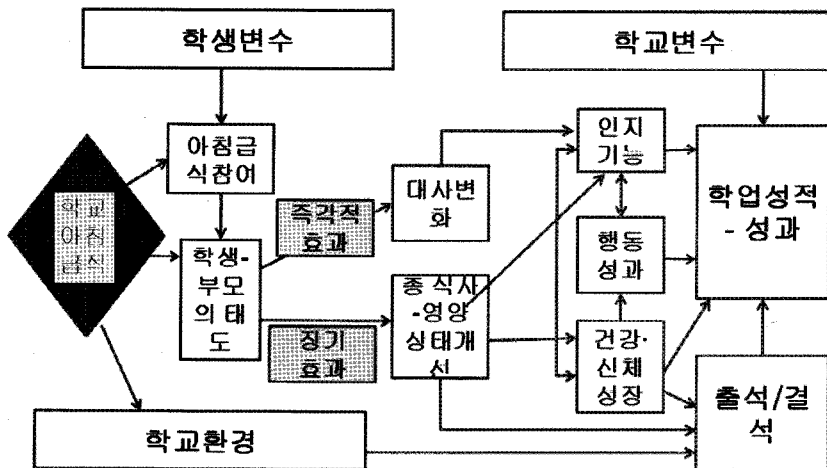 학생변수
학교변수
아침급
식참여
인지
기능
학교
아침
급식
즉각적
효과
대사변
화
학업성적
- 성과
학생-
부모
의 태
도
행동
성과
총 식사
-영양
상태개
선
장기
효과
건강·
신체
성장
출석/결
석
학교환경